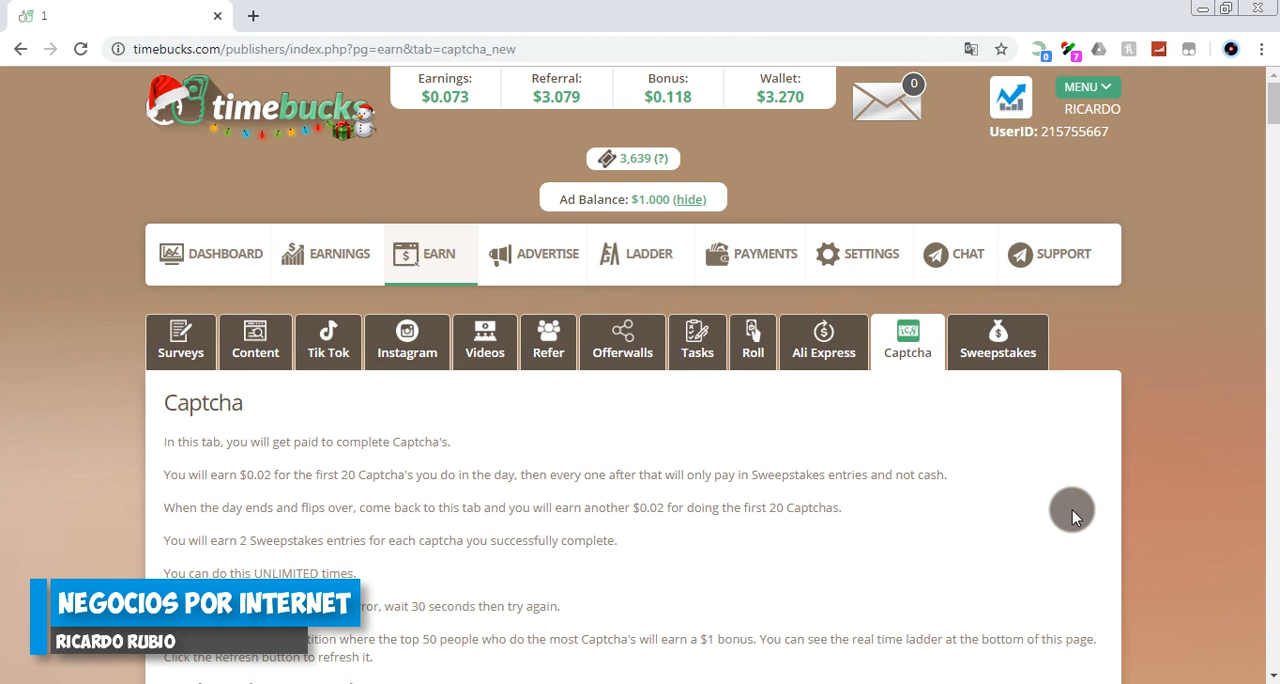 1
timebucks.com/publishers/index.php?pg=earn&tab=captcha_new
0
7
timebucks
Earnings:
$0.073
Referral:
$3.079
Bonus:
$0.118
Wallet:
$3.270
0
MENU
RICARDO
UserID: 215755667
3,639 (?)
Ad Balance: $1.000 (hide)
DASHBOARD EARNINGS EARN ADVERTISE LADDER PAYMENTS SETTINGS CHAT SUPPORT
Surveys Content Tik Tok Instagram Videos Refer Offerwalls Tasks Roll Ali Express Captcha Sweepstakes
Captcha
In this tab, you will get paid to complete Captcha's.
You will earn $0.02 for the first 20 Captcha's you do in the day, then every one after that will only pay in Sweepstakes entries and not cash.
When the day ends and flips over, come back to this tab and you will earn another $0.02 for doing the first 20 Captchas.
You will earn 2 Sweepstakes entries for each captcha you successfully complete.
You can do this UNLIMITED times.
wait 30 seconds then try again.
where the top 50 people who do the most Captcha's will earn a $1 bonus. You can see the real time ladder at the bottom of this page.
Click the Refresh button to refresh it.
NEGOCIOS POR INTERNET
RICARDO RUBIO